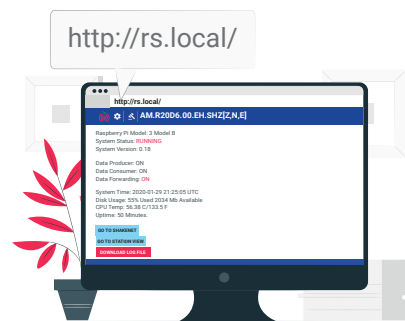 http://rs.local/
http://rs.local/
AM.R20D6.00.EH.SHZ[Z,N,E]
Raspberry Pi Model: 3 Model B
System Status: RUNNING
System Version: 0.18
Data Producer: ON
Data Consumer: ON
Data Forwarding: ON
System Time: 2020-01-29 21:25:05 UTC
Disk Usage: 55% Used 2034 Mb Available
CPU Temp: 56.38 C/133.5 F
Uptime: 50 Minutes.
GO TO SHAKENET
GO TO STATION VIEW
DOWNLOAD LOG FILE